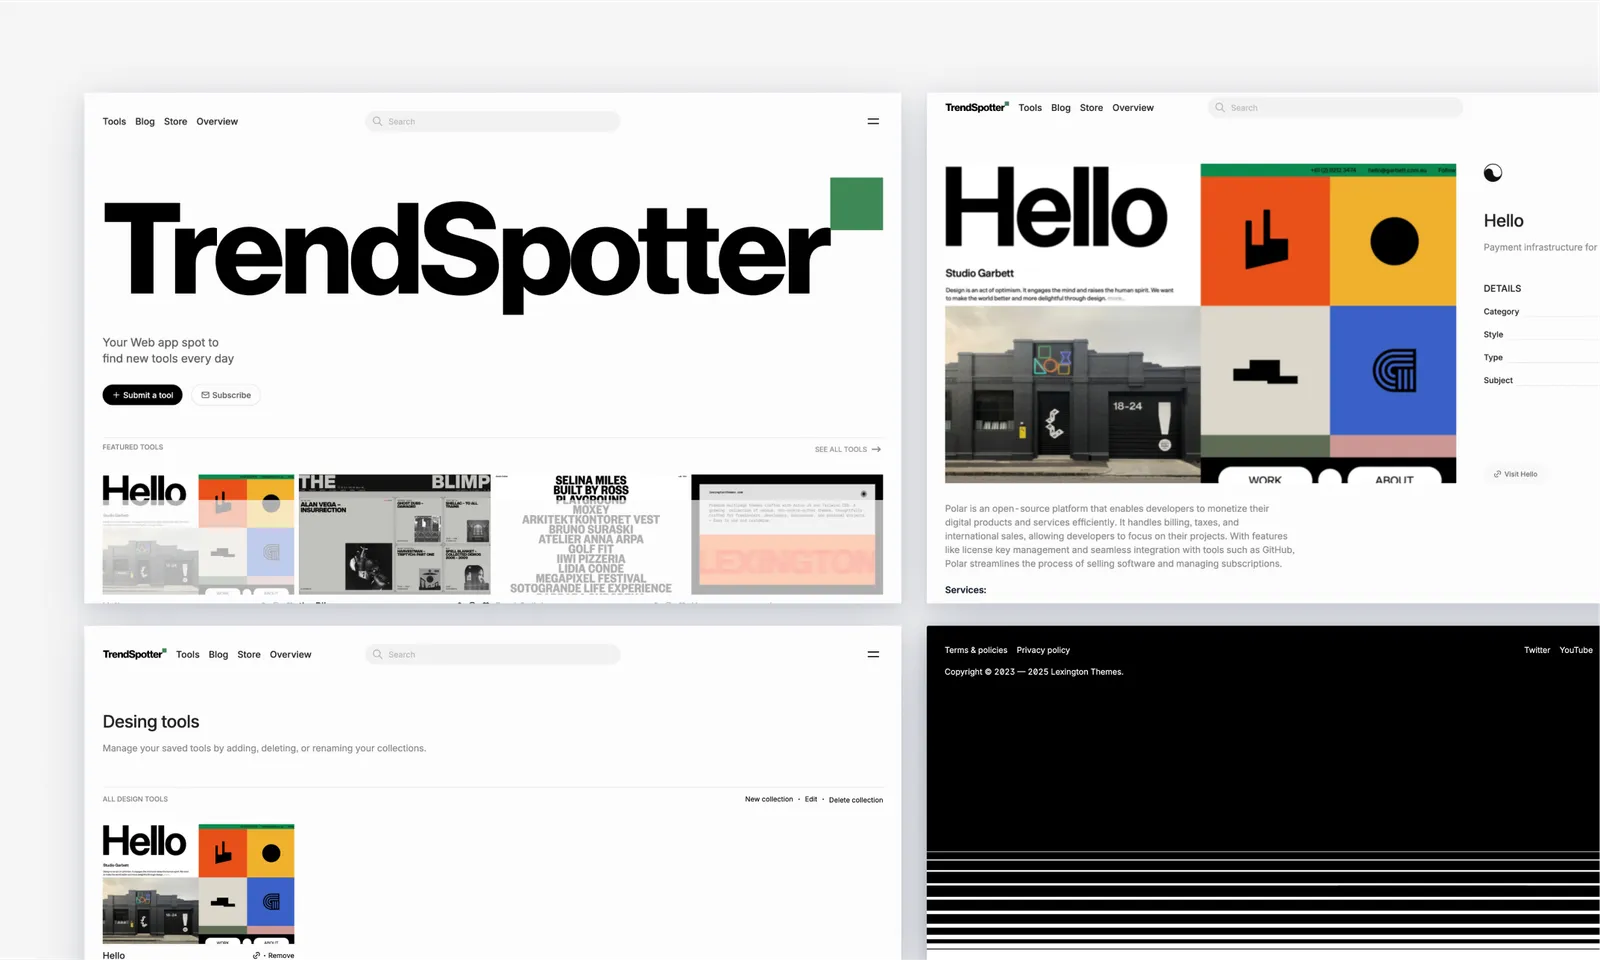 Tools Blog Store Overview
Search
TrendSpotter
Your Web app spot to
find new tools every day
+ Submit a tool
Subscribe
FEATURED TOOLS
SEE ALL TOOLS →
Hello
THE BLIMP
ALAN VEGA -
INSURRECTION
SELINA MILES
BUILT BY ROSS
PLAYGROUND
MOXEY
ARKITEKTKONTORET VEST
BRUNO SURASKI
ATELIER ANNA ARPA
GOLF FIT
IIWI PIZZERIA
LIDIA CONDE
MEGAPIXEL FESTIVAL
SOTOGRANDE LIFE EXPERIENCE
lexingtonthemes.com
LEXINGTON
TrendSpotter Tools Blog Store Overview
Search
Hello
Studio Garbett
Design is an act of optimism. It engages the mind and raises the human spirit. We want
to make the world better and more delightful through design. more..
18-24
WORK
ABOUT
Hello
Payment infrastructure for
DETAILS
Category
Style
Type
Subject
Visit Hello
Polar is an open-source platform that enables developers to monetize their
digital products and services efficiently. It handles billing, taxes, and
international sales, allowing developers to focus on their projects. With features
like license key management and seamless integration with tools such as GitHub,
Polar streamlines the process of selling software and managing subscriptions.
Services:
TrendSpotter Tools Blog Store Overview
Search
Desing tools
Manage your saved tools by adding, deleting, or renaming your collections.
ALL DESIGN TOOLS
New collection · Edit · Delete collection
Hello
Studio Garbett
18-24
WORK
ABOUT
Hello
· Remove
Terms & policies Privacy policy
Twitter YouTube
Copyright © 2023 — 2025 Lexington Themes.